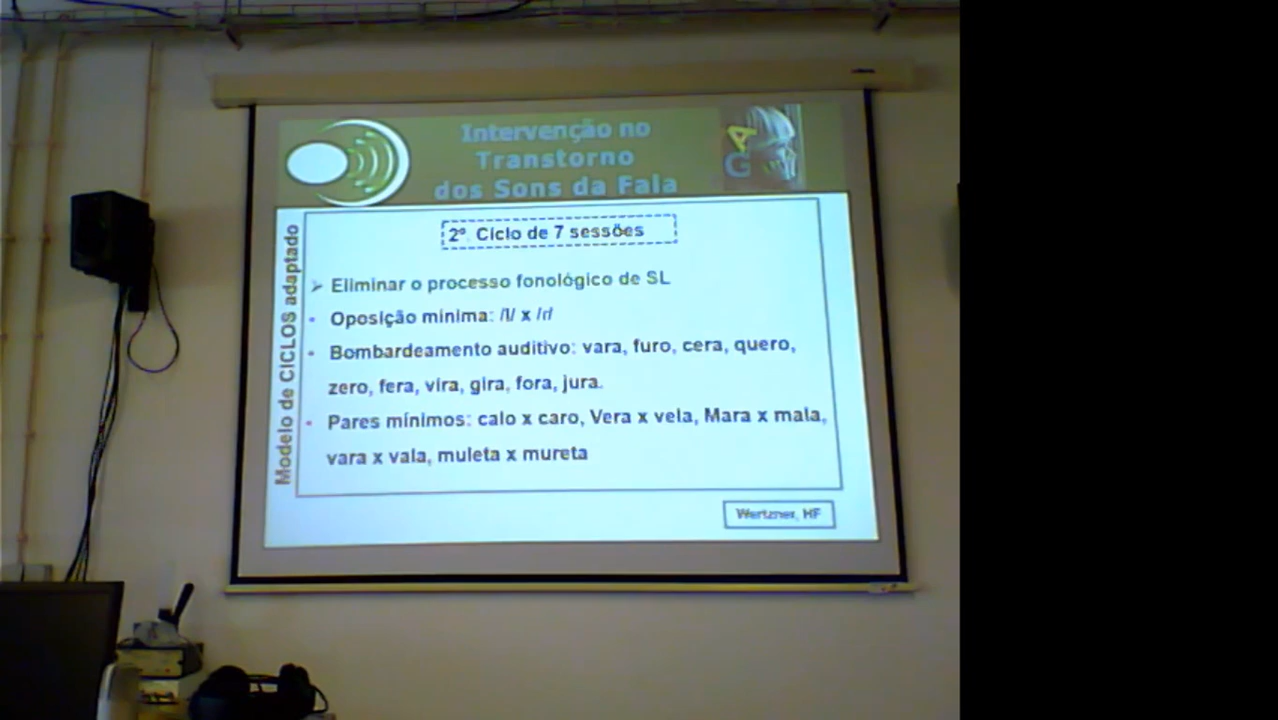 Intervenção no
Transtorno
dos Sons da Fala
A
G
Modelo de CICLOS adaptado
2º. Ciclo de 7 sessões
Eliminar o processo fonológico de SL
Oposição mínima: /l/ x /r/
Bombardeamento auditivo: vara, furo, cera, quero,
zero, fera, vira, gira, fora, jura.
Pares mínimos: calo x caro, Vera x vela, Mara x mala,
vara x vala, muleta x mureta
Wertzner, HF